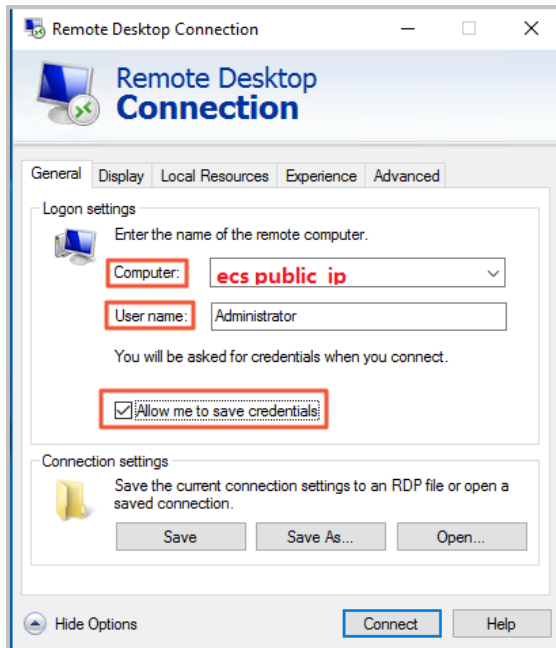 Remote Desktop Connection
Remote Desktop
Connection
General Display Local Resources Experience Advanced
Logon settings
Enter the name of the remote computer.
Computer: ecs public ip
User name: Administrator
You will be asked for credentials when you connect.
Allow me to save credentials
Connection settings
Save the current connection settings to an RDP file or open a
saved connection.
Save Save As... Open...
Hide Options Connect Help